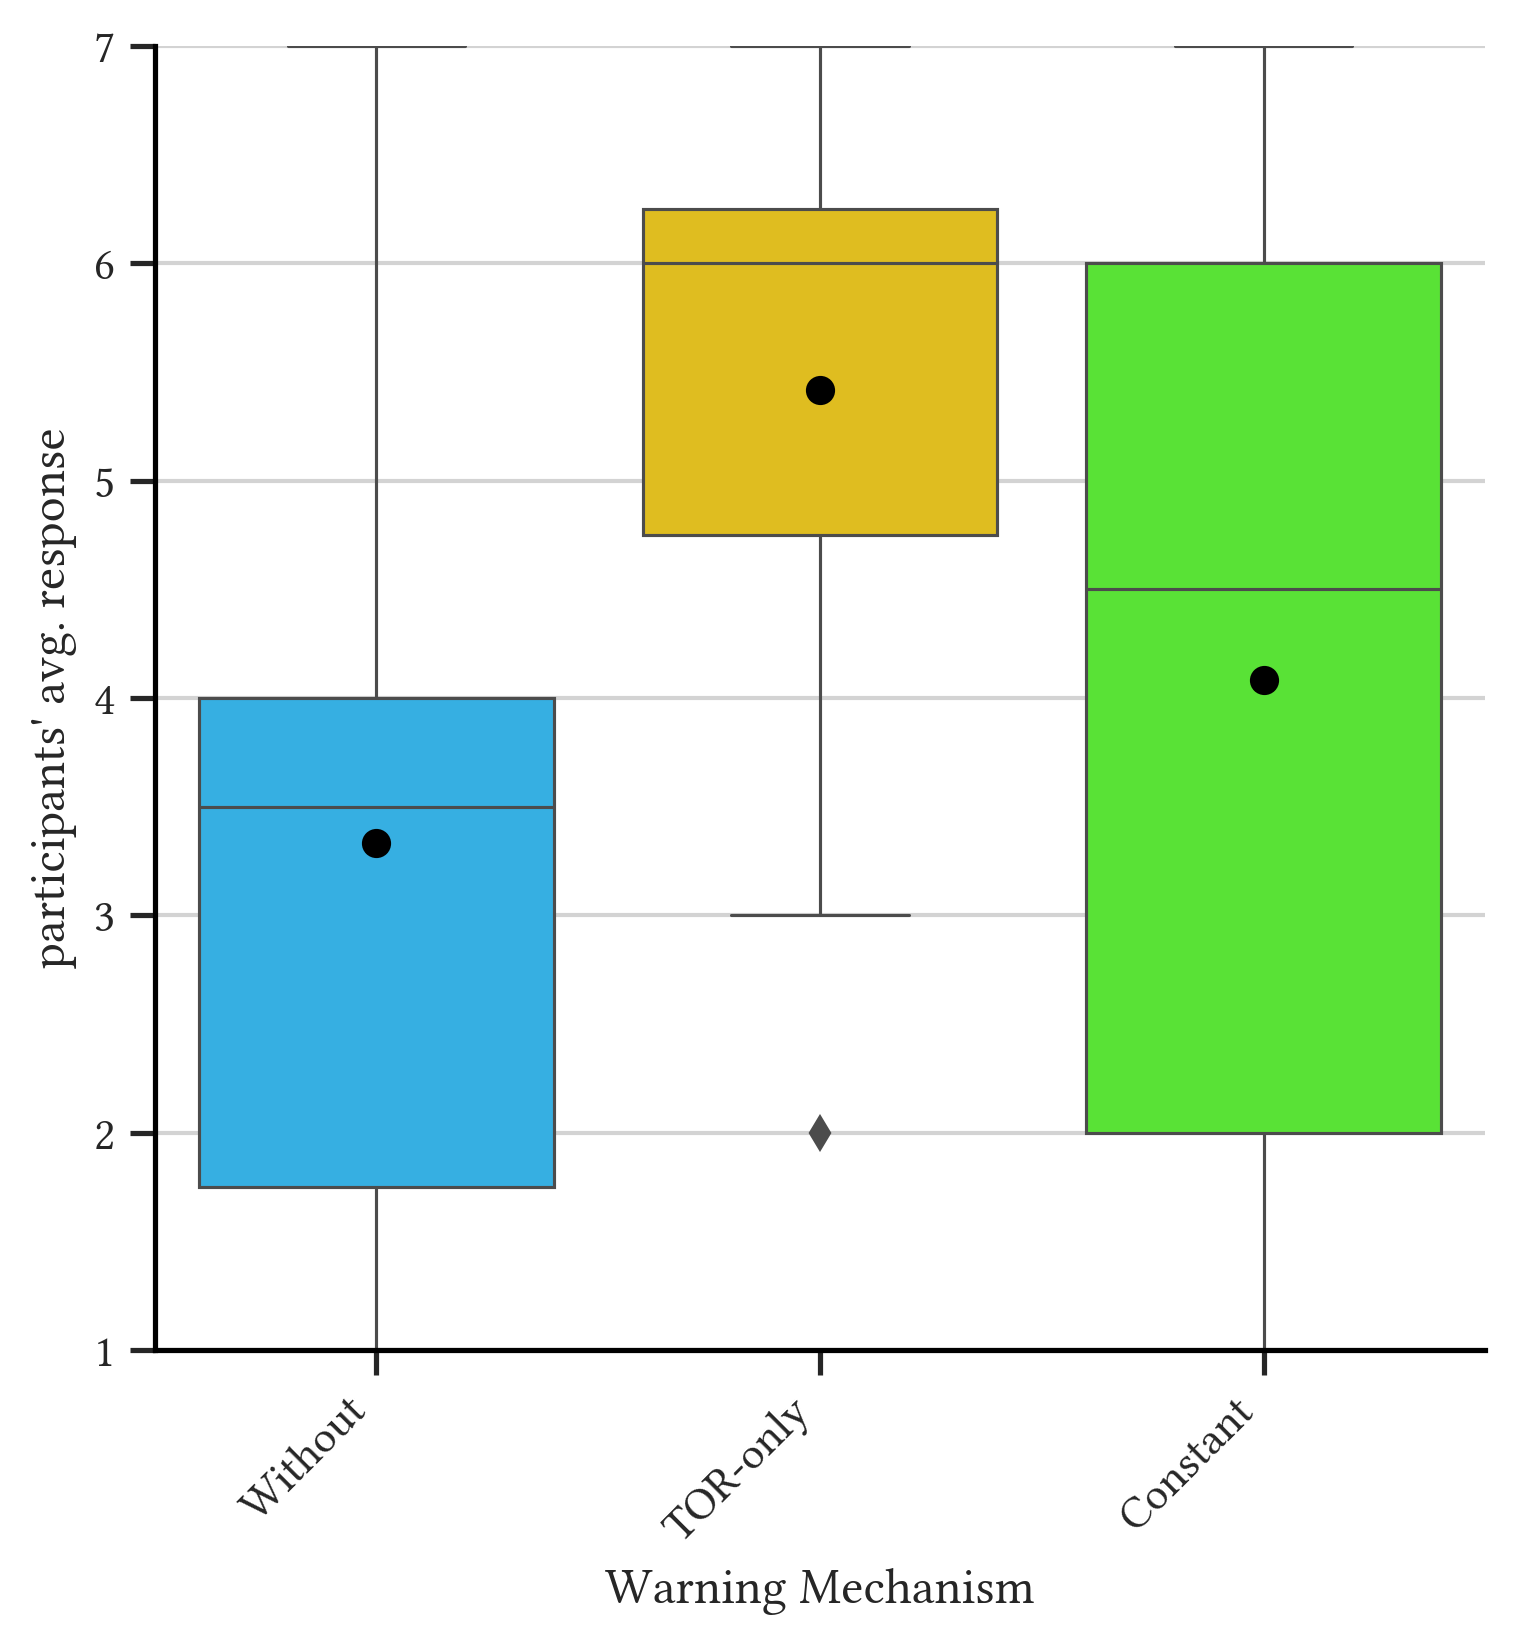 7
6
5
4
3
2
1
participants' avg. response
Without
TOR-only
Constant
Warning Mechanism